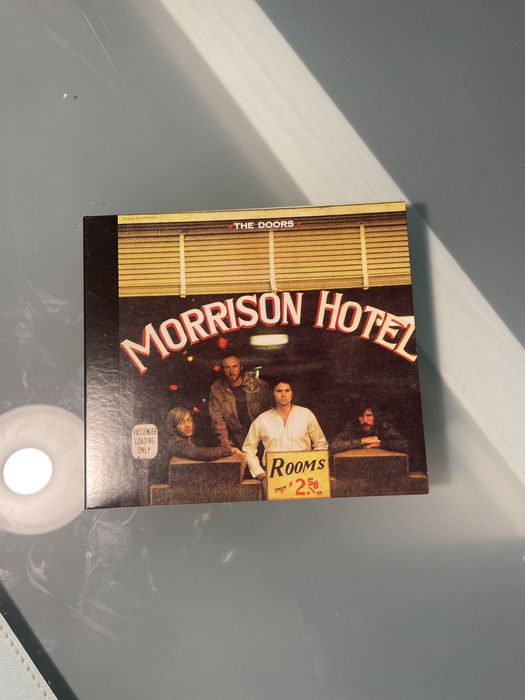 THE DOORS
MORRISON HOTEL
PASSENGER
LOADING
ONLY
ROOMS
$2.50